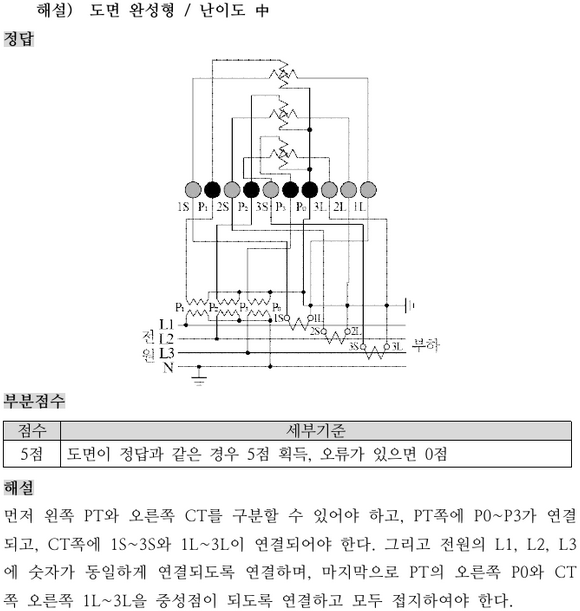 해설) 도면 완성형 / 난이도 中
정답
1S P₁ 2S P₂ 3S P₃ P₀ 3L 2L 1L
P₁ P₂ P₃ P₀
1S 1L
L1
2S 2L
전 L2
3S 3L 부하
원 L3
N
부분점수
점수 세부기준
5점 도면이 정답과 같은 경우 5점 획득, 오류가 있으면 0점
해설
먼저 왼쪽 PT와 오른쪽 CT를 구분할 수 있어야 하고, PT쪽에 P0~P3가 연결
되고, CT쪽에 1S~3S와 1L~3L이 연결되어야 한다. 그리고 전원의 L1, L2, L3
에 숫자가 동일하게 연결되도록 연결하며, 마지막으로 PT의 오른쪽 P0와 CT
쪽 오른쪽 1L~3L을 중성점이 되도록 연결하고 모두 접지하여야 한다.